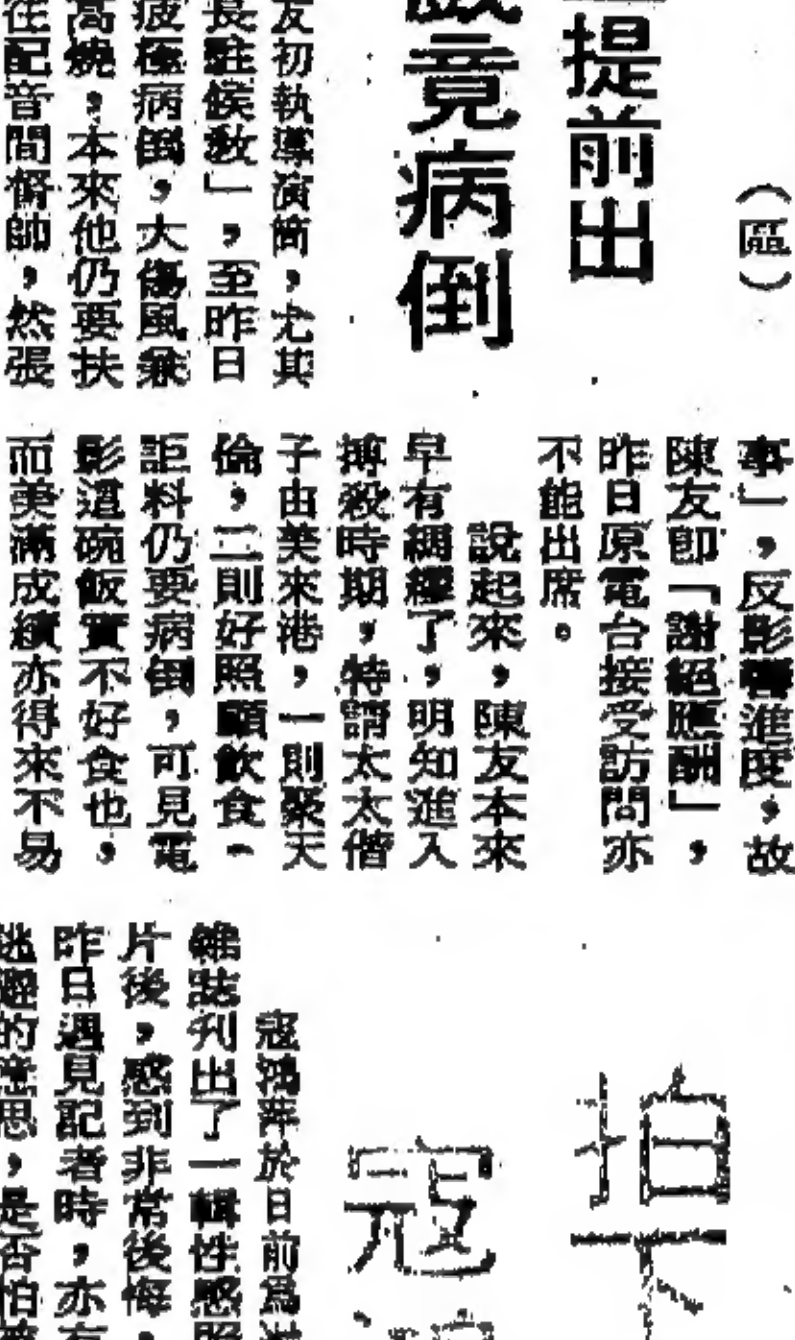 （區）
提前出
戲竟病倒
友初執導演筒，尤其
長駐候教」，至昨日
疲極病倒，大傷風兼
高燒，本來他仍要扶
往配音間督師，然張
事」，反影響進度，故
陳友即「謝絕應酬」，
昨日原電台接受訪問亦
不能出席。
說起來，陳友本來
早有綢繆了，明知進入
搏殺時期，特請太太偕
子由美來港，一則聚天
倫，二則好照顧飲食，
詎料仍要病倒，可見電
影這碗飯實不好食也，
而美滿成績亦得來不易
拍下
寇
寇鴻萍於日前為
雜誌刊出了一輯性感照
片後，感到非常後悔，
昨日遇見記者時，亦有
逃避的意思，是否怕